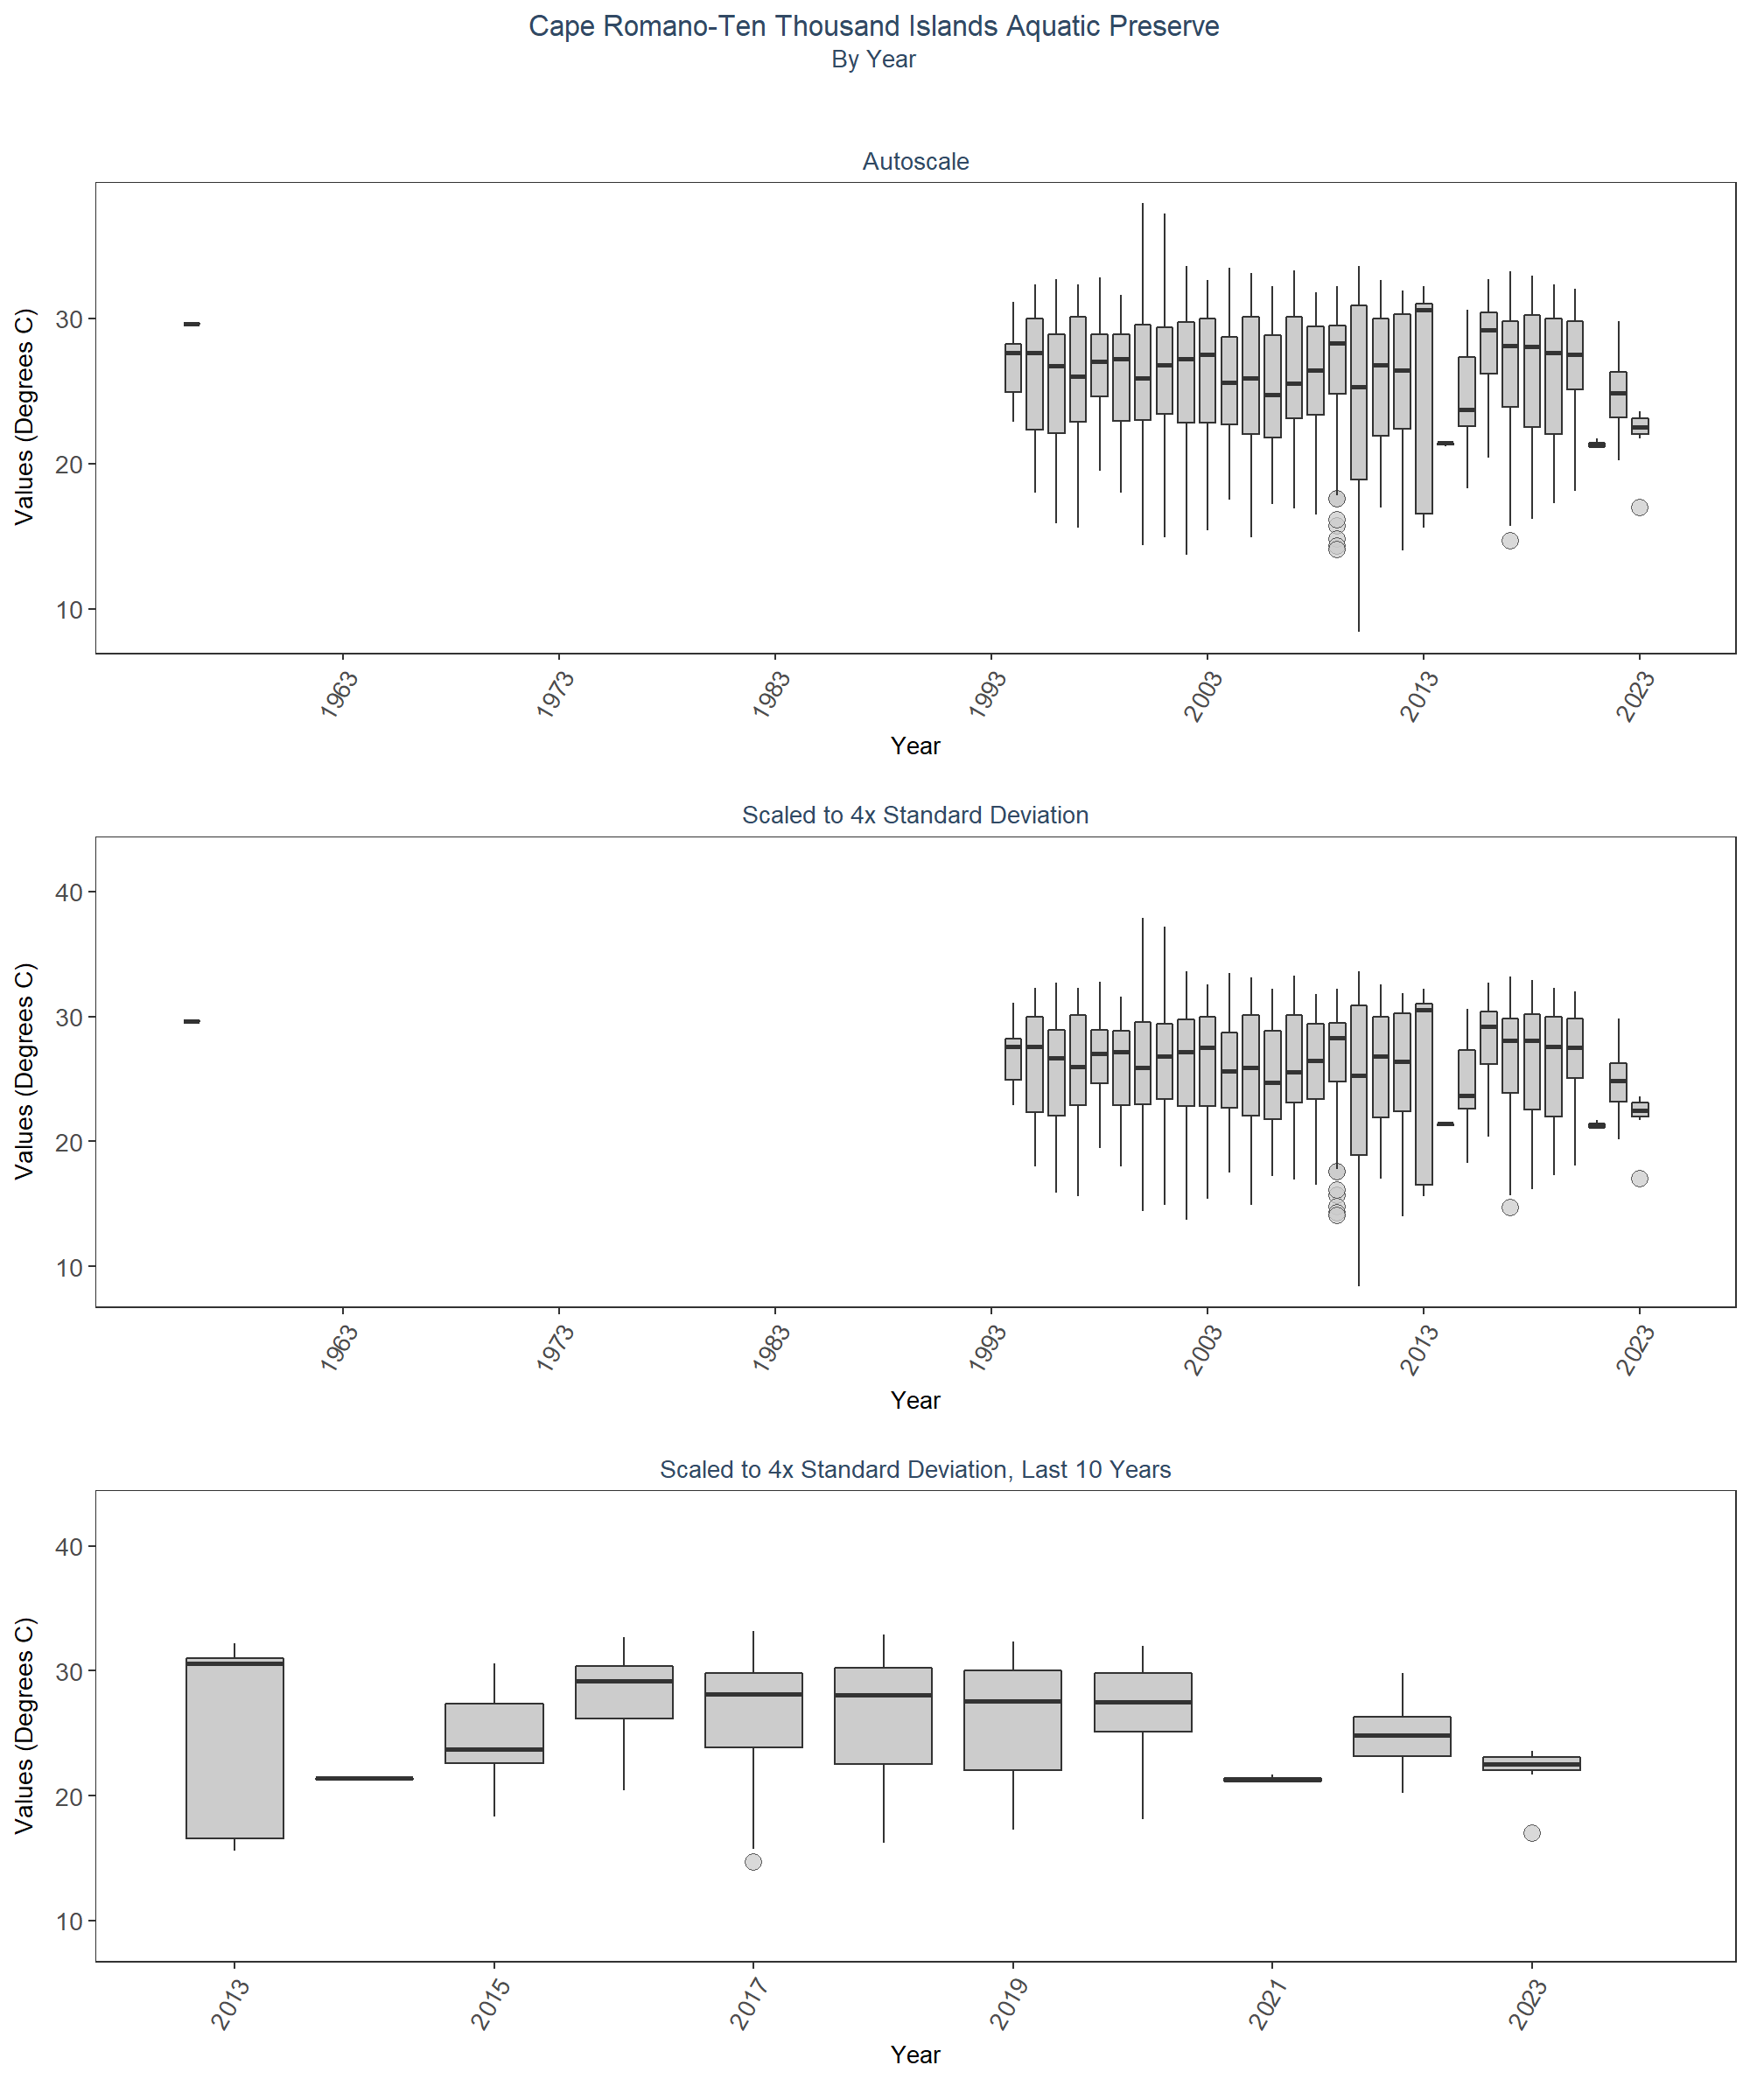 Cape Romano-Ten Thousand Islands Aquatic Preserve
By Year
Autoscale
Values (Degrees C)
30
20
10
1963 1973 1983 1993 2003 2013 2023
Year
Scaled to 4x Standard Deviation
Values (Degrees C)
40
30
20
10
1963 1973 1983 1993 2003 2013 2023
Year
Scaled to 4x Standard Deviation, Last 10 Years
Values (Degrees C)
40
30
20
10
2013 2015 2017 2019 2021 2023
Year